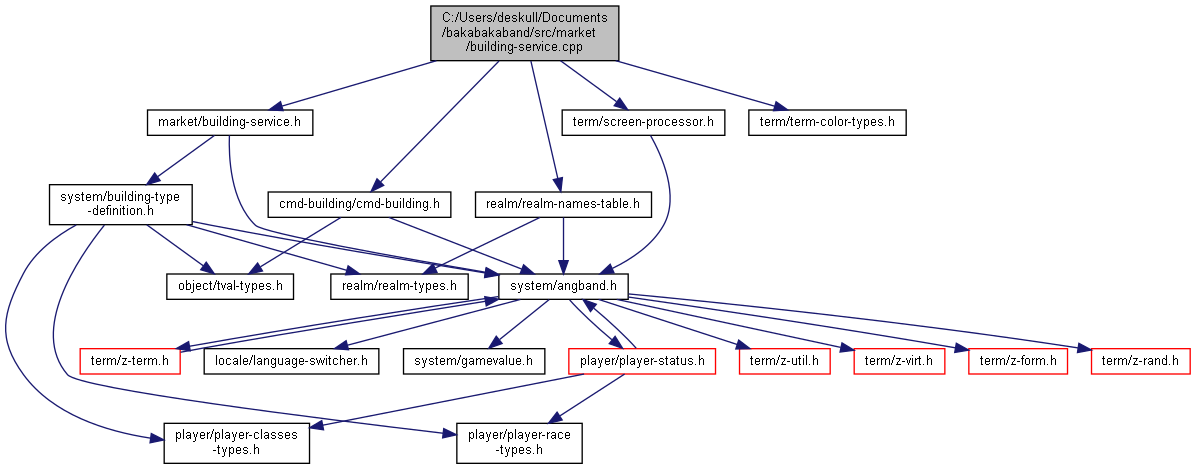 C:/Users/deskull/Documents
/bakabakaband/src/market
/building-service.cpp
market/building-service.h
term/screen-processor.h
term/term-color-types.h
system/building-type
-definition.h
cmd-building/cmd-building.h
realm/realm-names-table.h
object/tval-types.h
realm/realm-types.h
system/angband.h
term/z-term.h
locale/language-switcher.h
system/gamevalue.h
player/player-status.h
term/z-util.h
term/z-virt.h
term/z-form.h
term/z-rand.h
player/player-classes
-types.h
player/player-race
-types.h